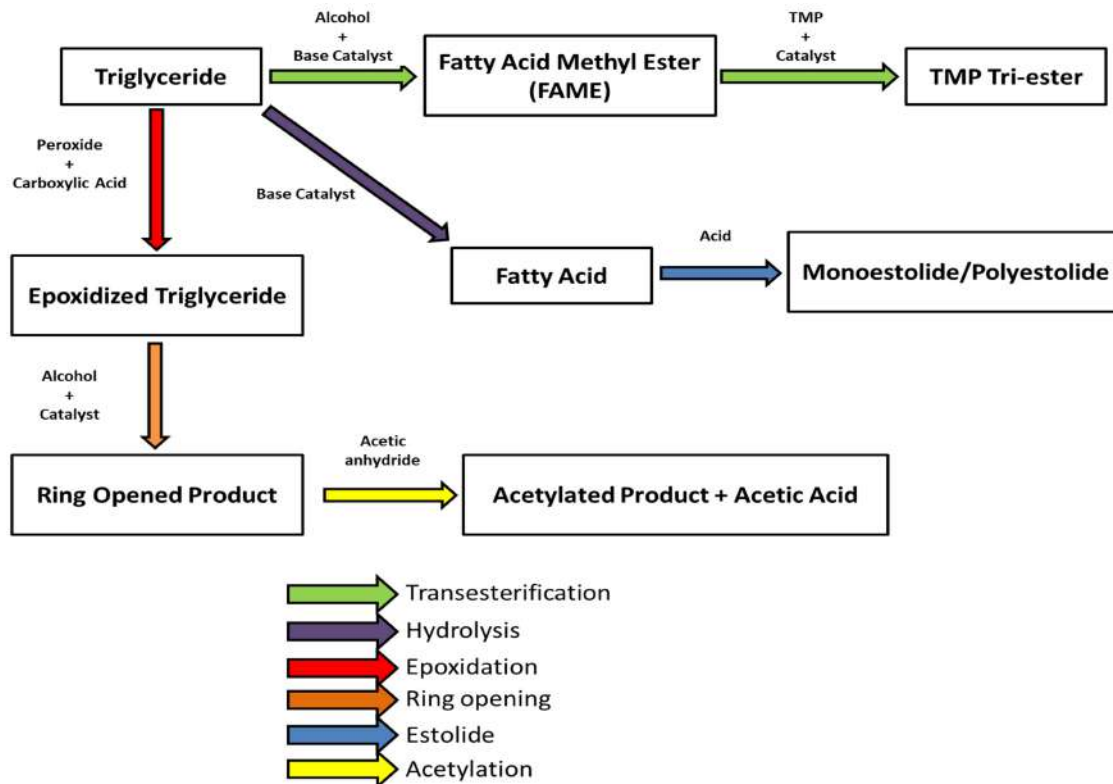 Alcohol
+
Base Catalyst
TMP
+
Catalyst
Triglyceride
Fatty Acid Methyl Ester
(FAME)
TMP Tri-ester
Peroxide
+
Carboxylic Acid
Base Catalyst
Acid
Epoxidized Triglyceride
Fatty Acid
Monoestolide/Polyestolide
Alcohol
+
Catalyst
Acetic
anhydride
Ring Opened Product
Acetylated Product + Acetic Acid
Transesterification
Hydrolysis
Epoxidation
Ring opening
Estolide
Acetylation